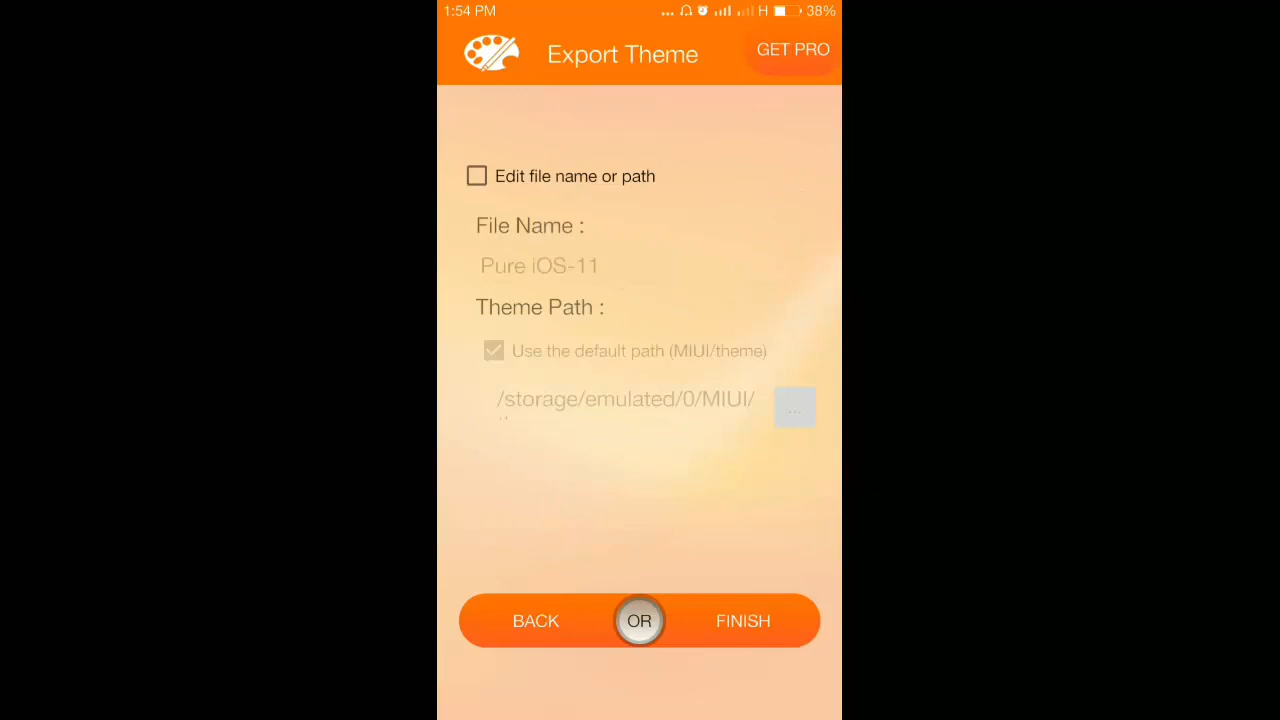 1:54 PM
H 38%
Export Theme
GET PRO
Edit file name or path
File Name :
Pure iOS-11
Theme Path :
Use the default path (MIUI/theme)
/storage/emulated/0/MIUI/
...
BACK
OR
FINISH